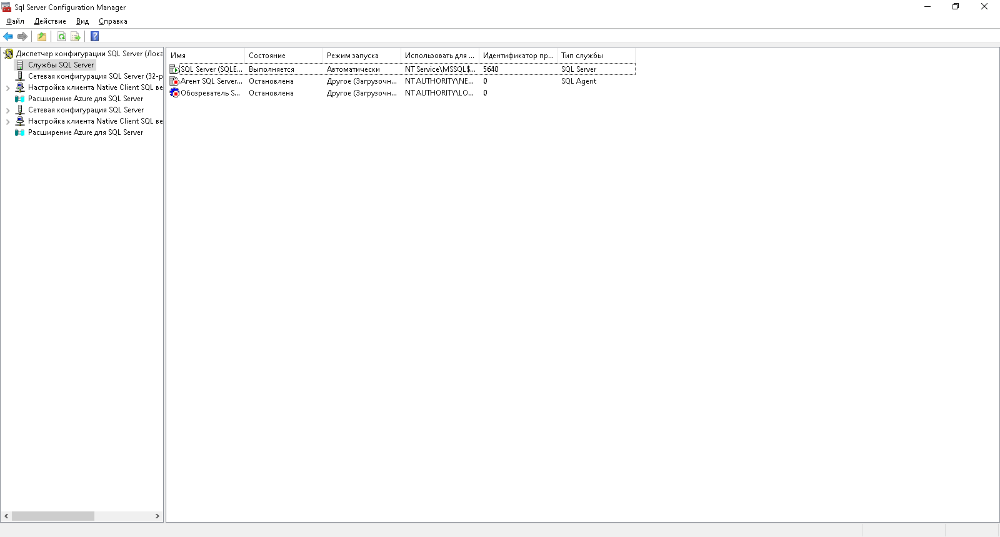 Sql Server Configuration Manager
Файл Действие Вид Справка
Диспетчер конфигурации SQL Server (Лока
Службы SQL Server
Сетевая конфигурация SQL Server (32-р
Настройка клиента Native Client SQL ве
Расширение Azure для SQL Server
Сетевая конфигурация SQL Server
Настройка клиента Native Client SQL ве
Расширение Azure для SQL Server
Имя Состояние Режим запуска Использовать для ... Идентификатор пр... Тип службы
SQL Server (SQLE... Выполняется Автоматически NT Service\MSSQL$... 5640 SQL Server
Агент SQL Server... Остановлена Другое (Загрузочн... NT AUTHORITY\NE... 0 SQL Agent
Обозреватель S... Остановлена Другое (Загрузочн... NT AUTHORITY\LO... 0